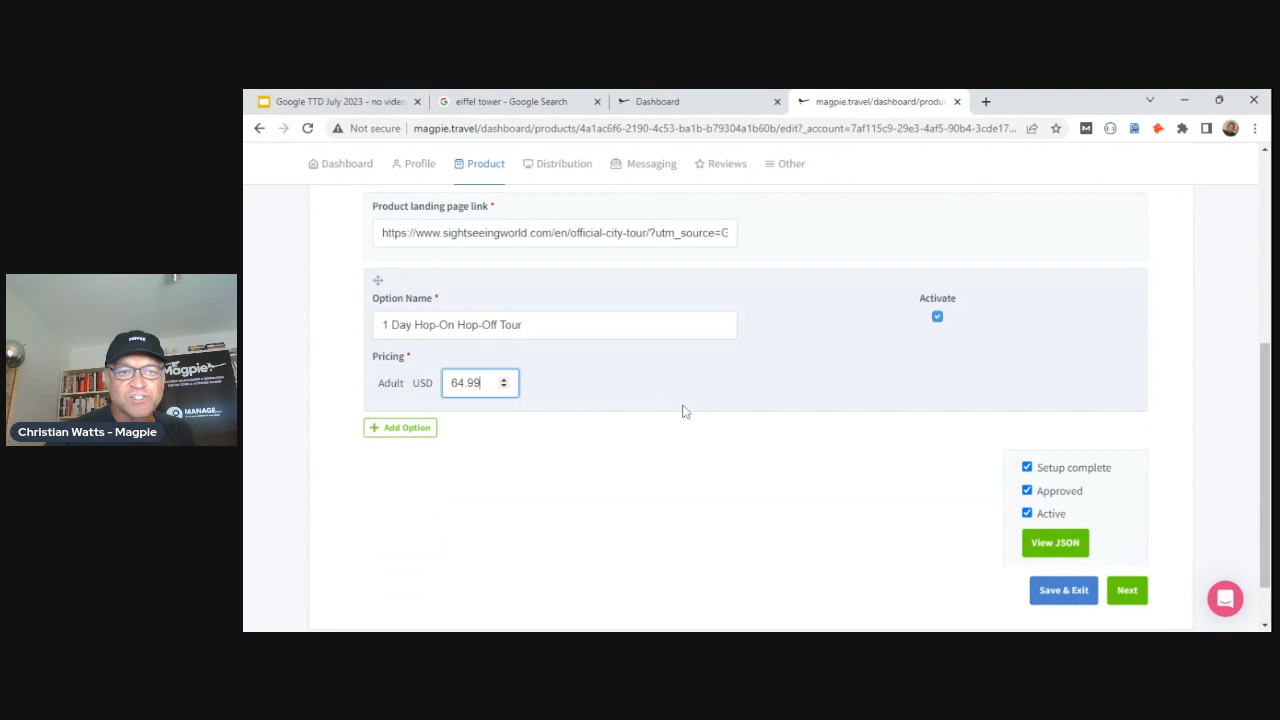 Google TTD July 2023 - no video
eiffel tower - Google Search
Dashboard
magpie.travel/dashboard/produc
Not secure
magpie.travel/dashboard/products/4a1ac6f6-2190-4c53-ba1b-b79304a1b60b/edit?_account=7af115c9-29e3-4af5-90b4-3cde17...
Dashboard
Profile
Product
Distribution
Messaging
Reviews
Other
Product landing page link *
https://www.sightseeingworld.com/en/official-city-tour/?utm_source=G
Option Name *
Activate
1 Day Hop-On Hop-Off Tour
Pricing *
Adult USD 64.99
Add Option
Setup complete
Approved
Active
View JSON
Save & Exit
Next
COFFEE
Magpie
MANAGE
Christian Watts - Magpie